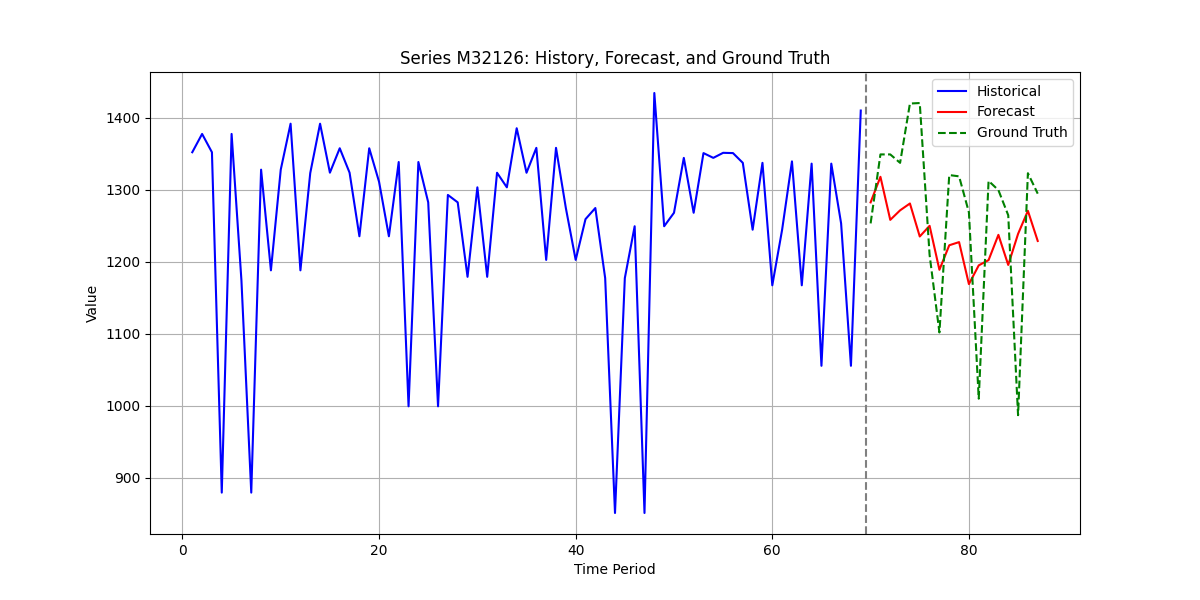 Series M32126: History, Forecast, and Ground Truth
Historical
Forecast
Ground Truth
1400
1300
1200
1100
1000
900
Value
0 20 40 60 80
Time Period